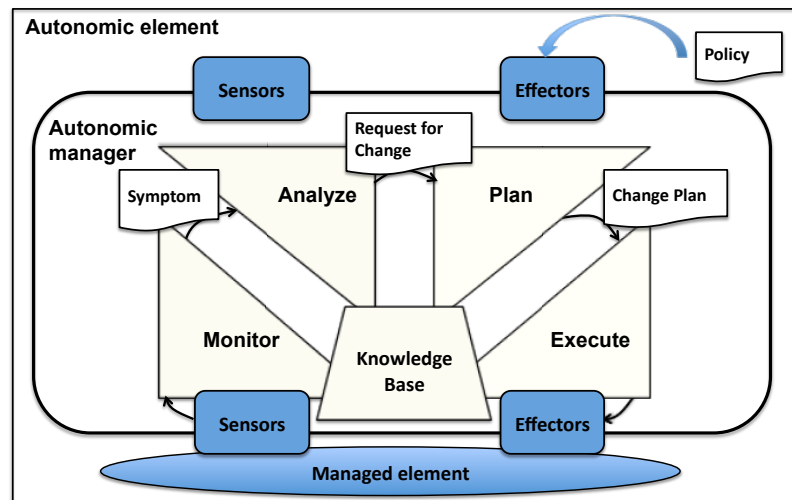 Autonomic element
Policy
Sensors
Effectors
Autonomic
manager
Request for
Change
Symptom
Analyze
Plan
Change Plan
Monitor
Execute
Knowledge
Base
Sensors
Effectors
Managed element